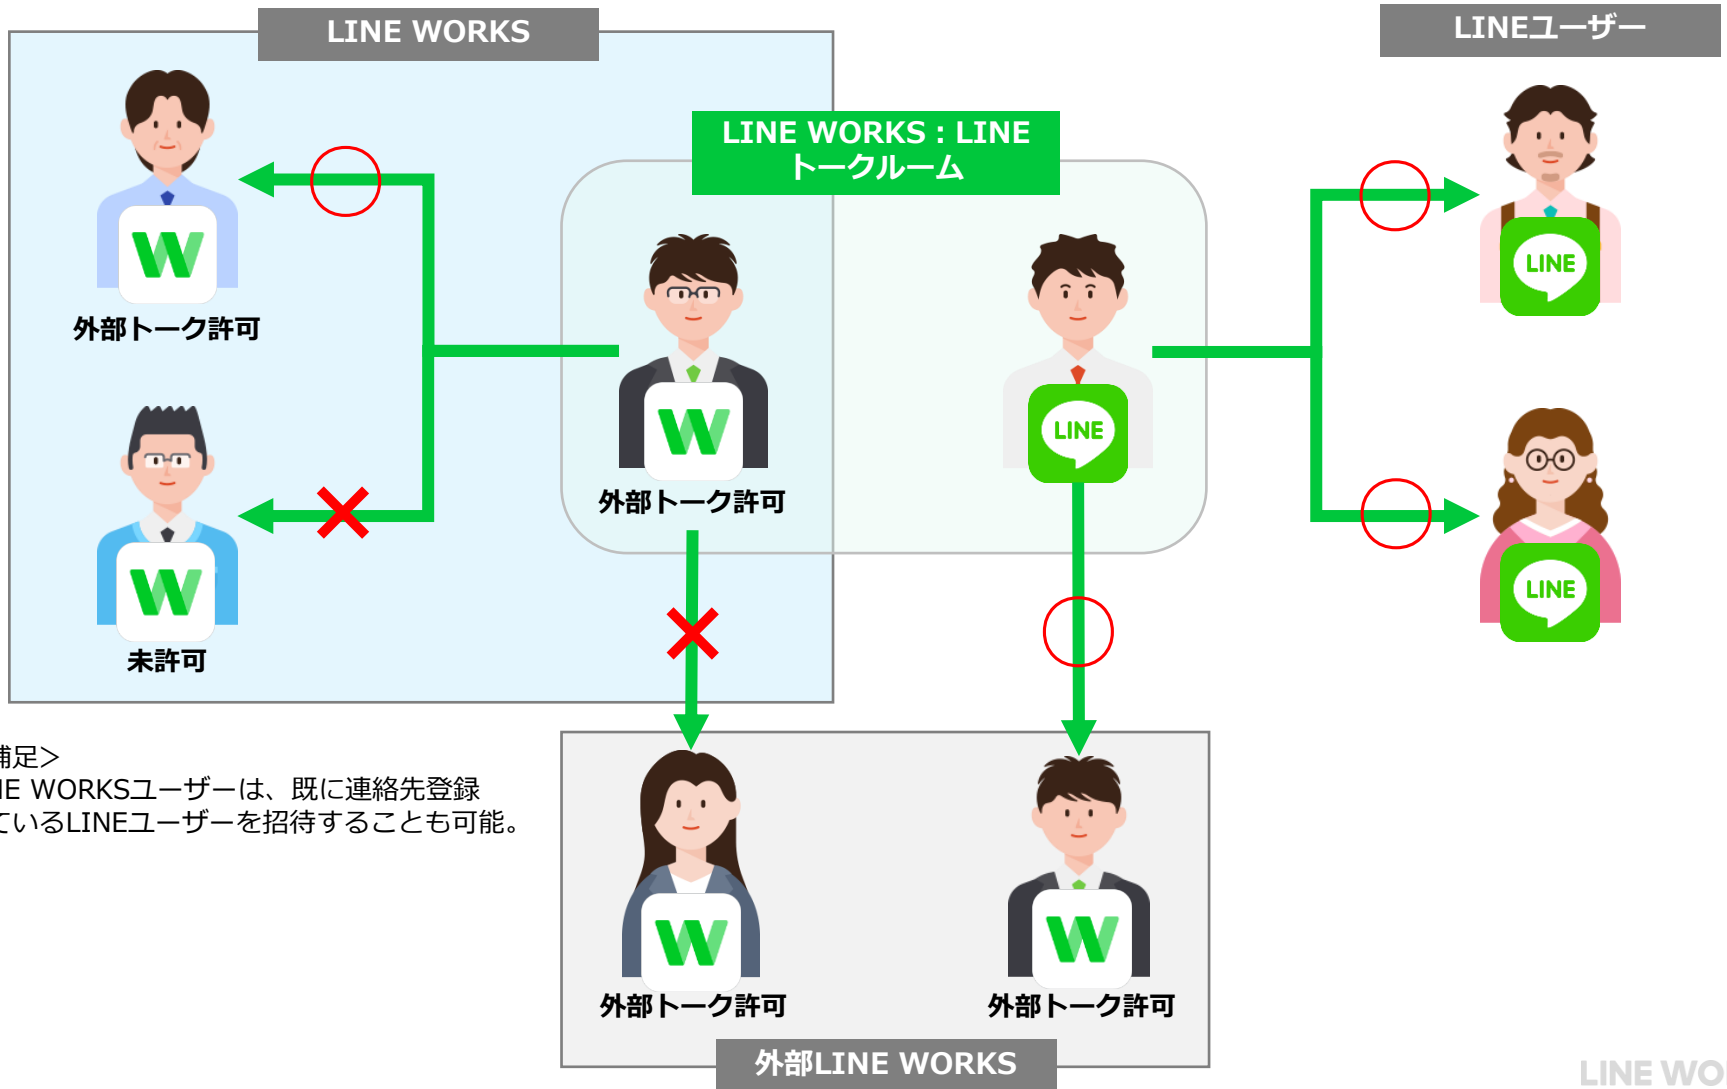 LINE WORKS
LINEユーザー
LINE WORKS：LINE
トークルーム
LINE
外部トーク許可
LINE
LINE
外部トーク許可
LINE
未許可
補足＞
NE WORKSユーザーは、既に連絡先登録
ているLINEユーザーを招待することも可能。
外部トーク許可
外部トーク許可
外部LINE WORKS
LINE WO